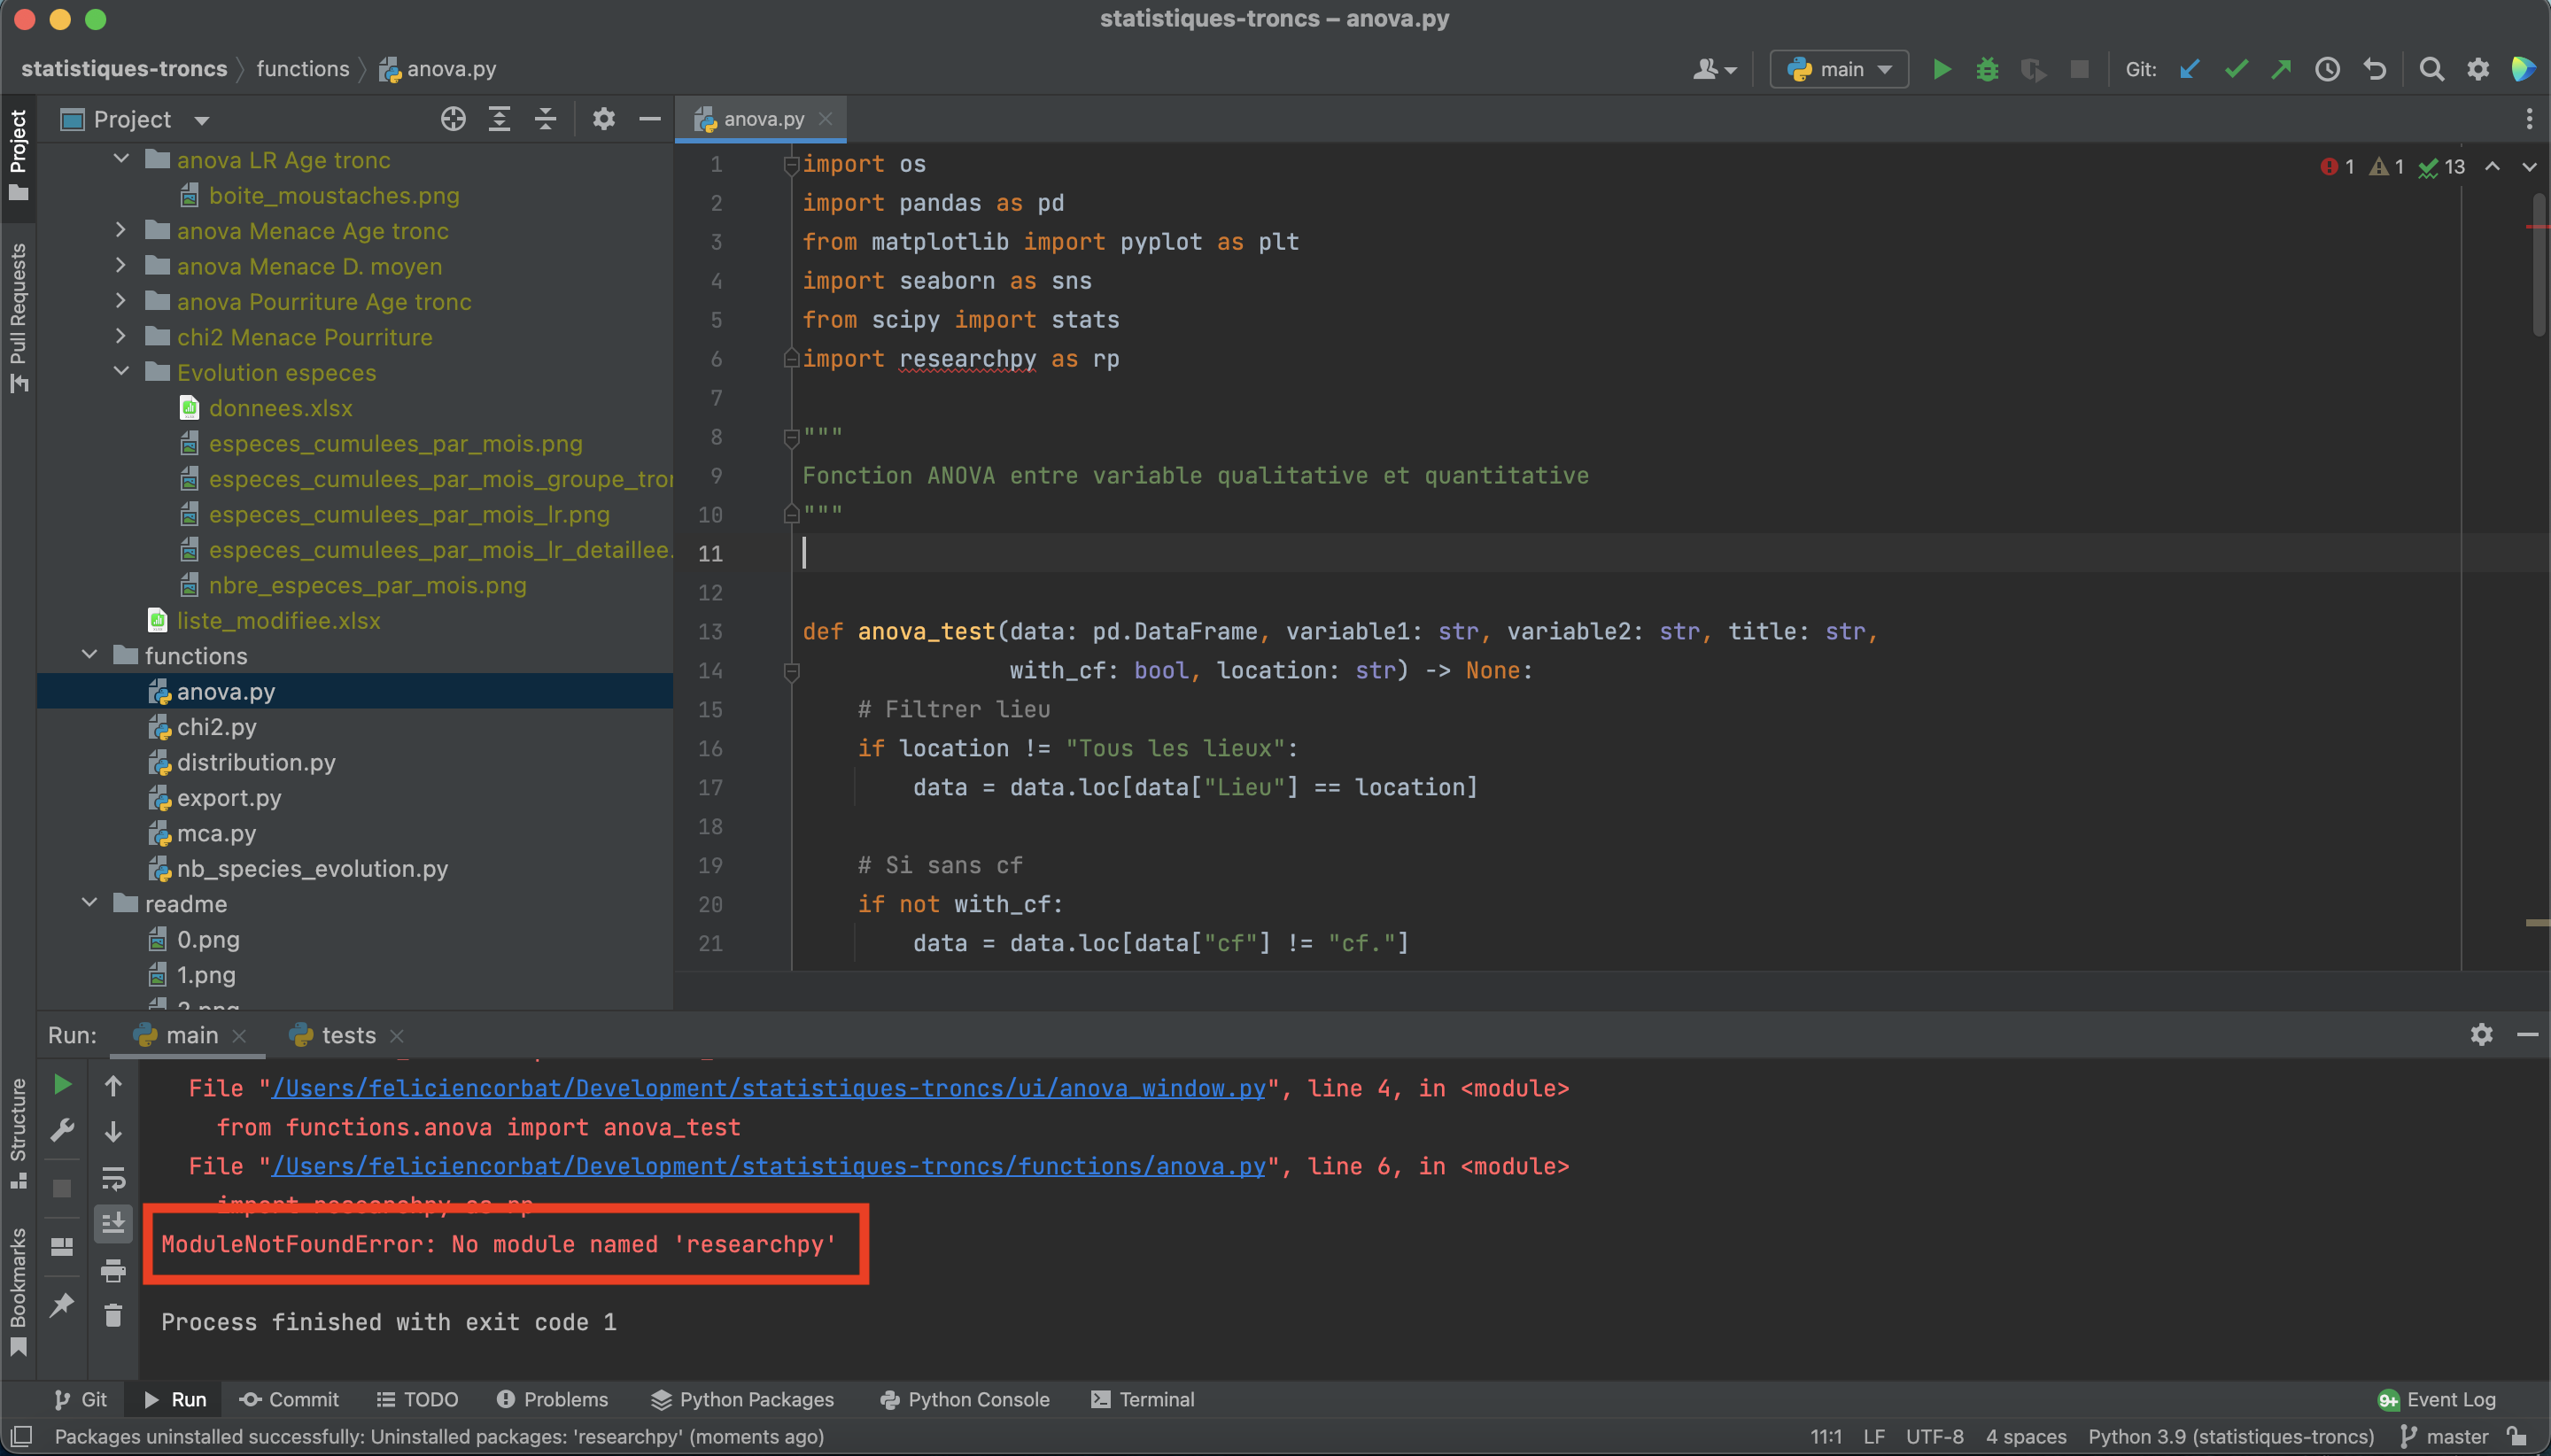 statistiques-troncs – anova.py
statistiques-troncs
functions
anova.py
main
Git:
Project
Project
anova LR Age tronc
boite_moustaches.png
anova Menace Age tronc
anova Menace D. moyen
anova Pourriture Age tronc
chi2 Menace Pourriture
Evolution especes
donnees.xlsx
especes_cumulees_par_mois.png
especes_cumulees_par_mois_groupe_tror
especes_cumulees_par_mois_lr.png
especes_cumulees_par_mois_lr_detaillee.
nbre_especes_par_mois.png
liste_modifiee.xlsx
functions
anova.py
chi2.py
distribution.py
export.py
mca.py
nb_species_evolution.py
readme
0.png
1.png
Pull Requests
Structure
Bookmarks
anova.py
1 1 13
1 import os
2 import pandas as pd
3 from matplotlib import pyplot as plt
4 import seaborn as sns
5 from scipy import stats
6 import researchpy as rp
7
8 """
9 Fonction ANOVA entre variable qualitative et quantitative
10 """
11
12
13 def anova_test(data: pd.DataFrame, variable1: str, variable2: str, title: str,
14 with_cf: bool, location: str) -> None:
15 # Filtrer lieu
16 if location != "Tous les lieux":
17 data = data.loc[data["Lieu"] == location]
18
19 # Si sans cf
20 if not with_cf:
21 data = data.loc[data["cf"] != "cf."]
Run:
main
tests
File "/Users/feliciencorbat/Development/statistiques-troncs/ui/anova_window.py", line 4, in <module>
from functions.anova import anova_test
File "/Users/feliciencorbat/Development/statistiques-troncs/functions/anova.py", line 6, in <module>
import researchpy as rp
ModuleNotFoundError: No module named 'researchpy'
Process finished with exit code 1
Git
Run
Commit
TODO
Problems
Python Packages
Python Console
Terminal
9+ Event Log
Packages uninstalled successfully: Uninstalled packages: 'researchpy' (moments ago)
11:1 LF UTF-8 4 spaces Python 3.9 (statistiques-troncs) master